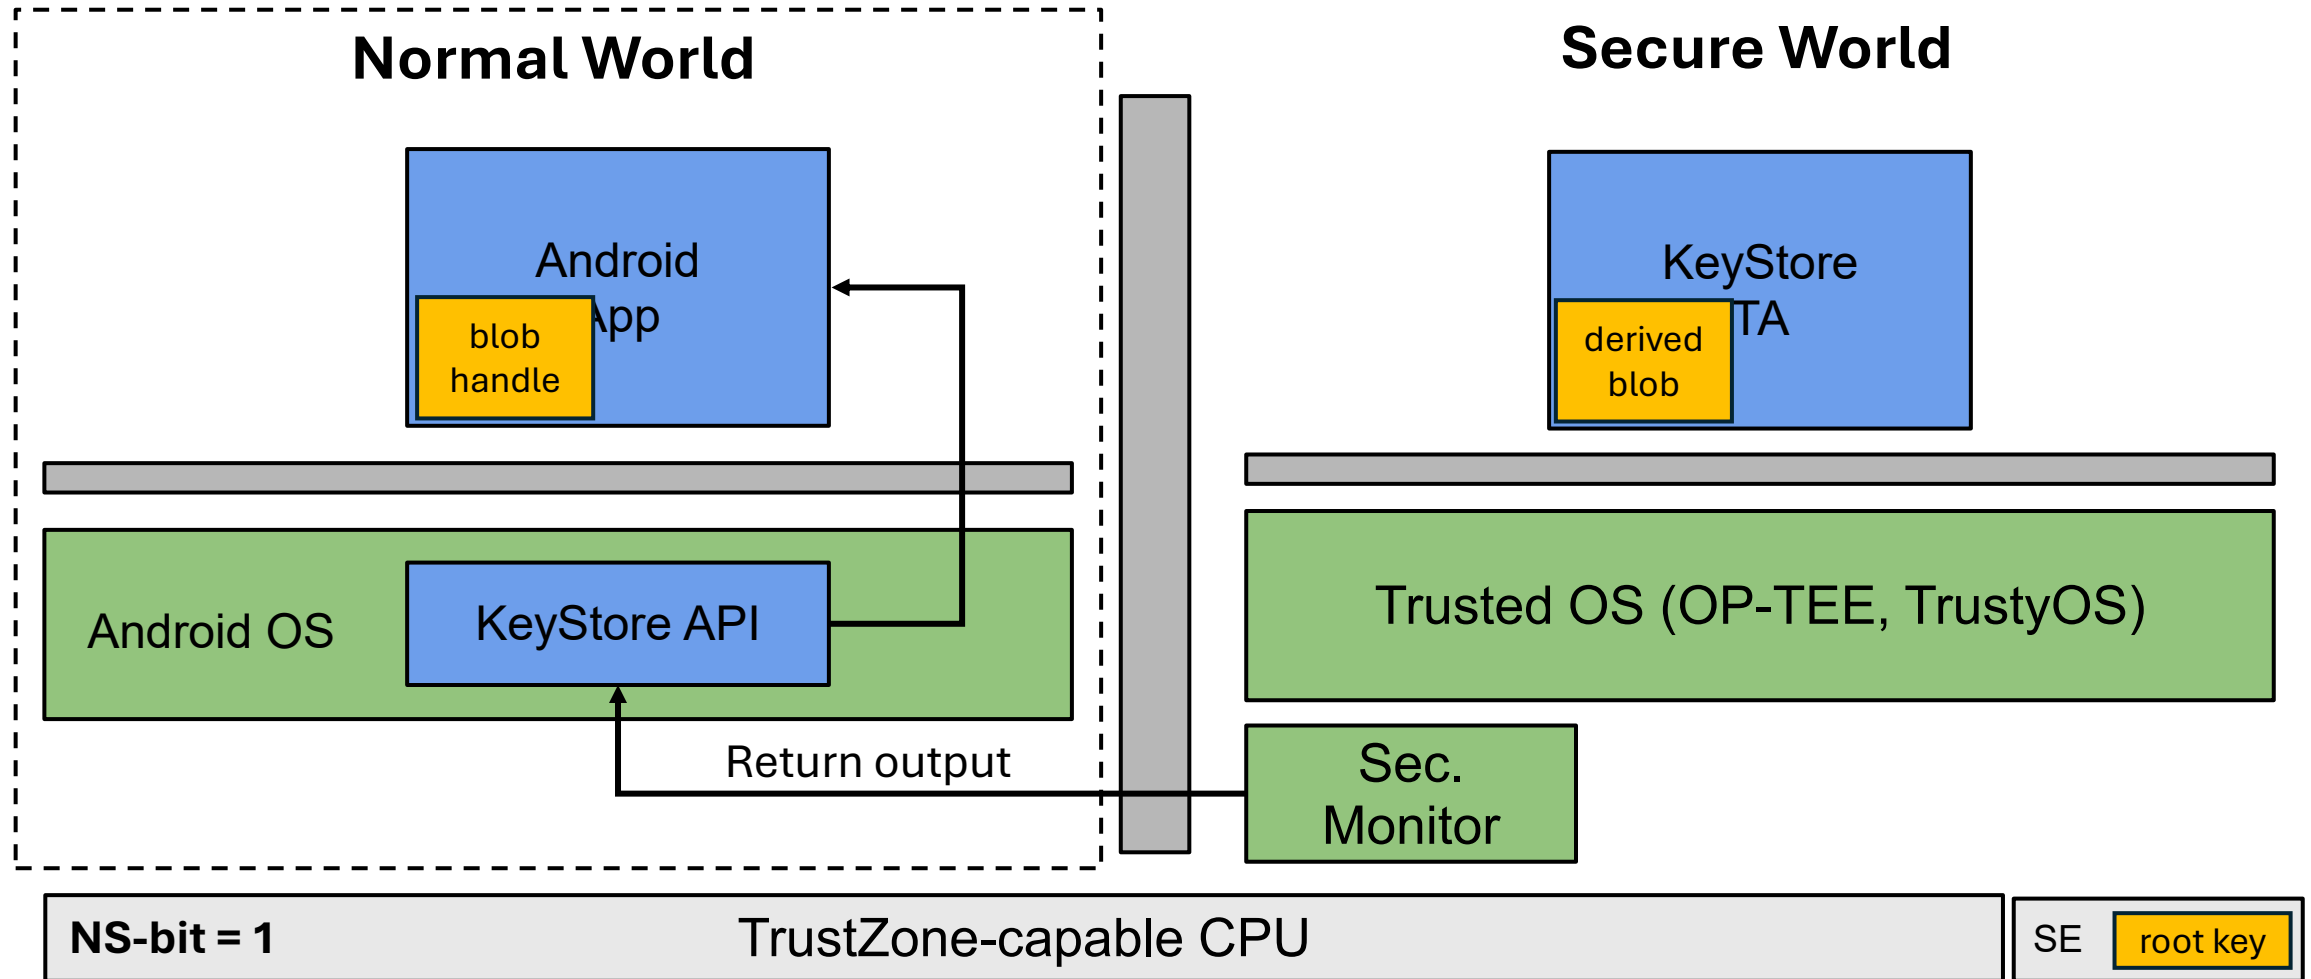 Normal World
Secure World
Android
App
blob
handle
KeyStore
TA
derived
blob
Android OS
KeyStore API
Trusted OS (OP-TEE, TrustyOS)
Return output
Sec.
Monitor
NS-bit = 1
TrustZone-capable CPU
SE
root key